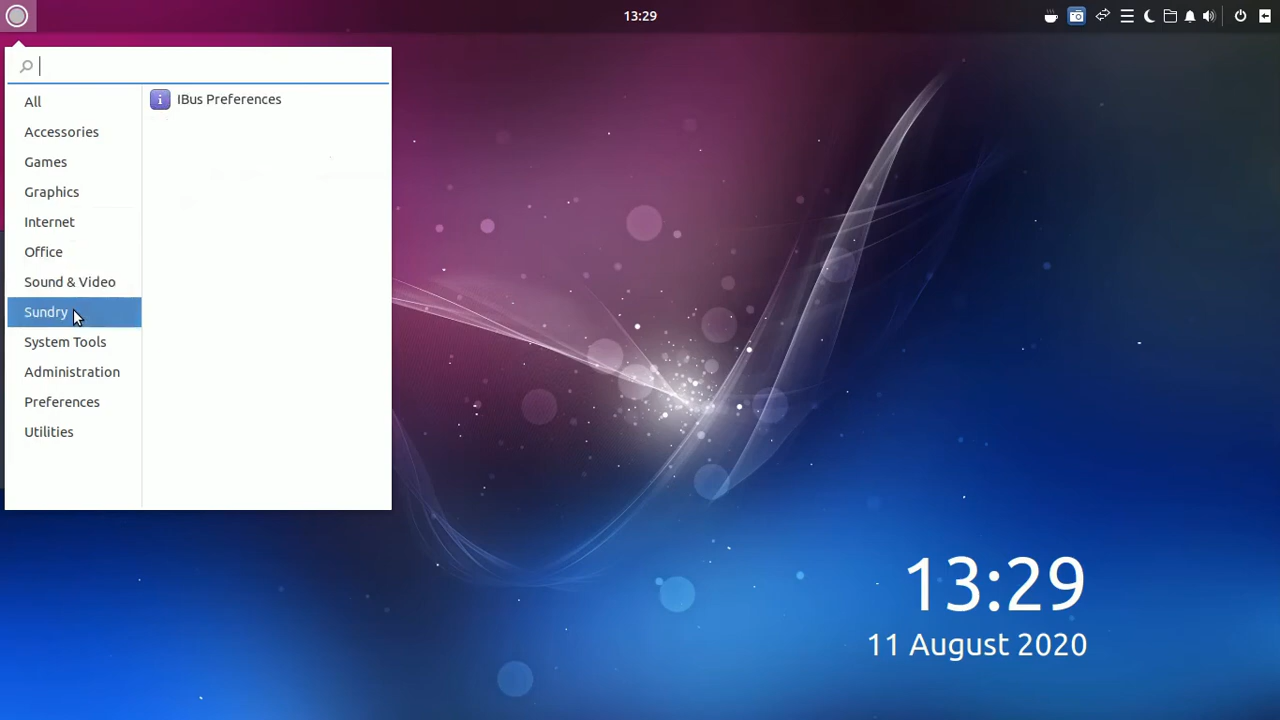 13:29
All
Accessories
Games
Graphics
Internet
Office
Sound & Video
Sundry
System Tools
Administration
Preferences
Utilities
IBus Preferences
13:29
11 August 2020